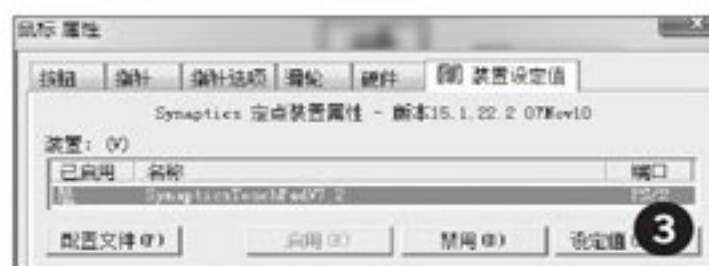 鼠标 属性
按钮 指针 指针选项 滑轮 硬件 装置设定值
Synaptics 定点装置属性 - 版本15.1.22.2 07Nov10
装置: (V)
已启用 名称 端口
是 SynapticsTouchPadV7.2 PS/2
配置文件(P) 启用(E) 禁用(D) 设定值 3